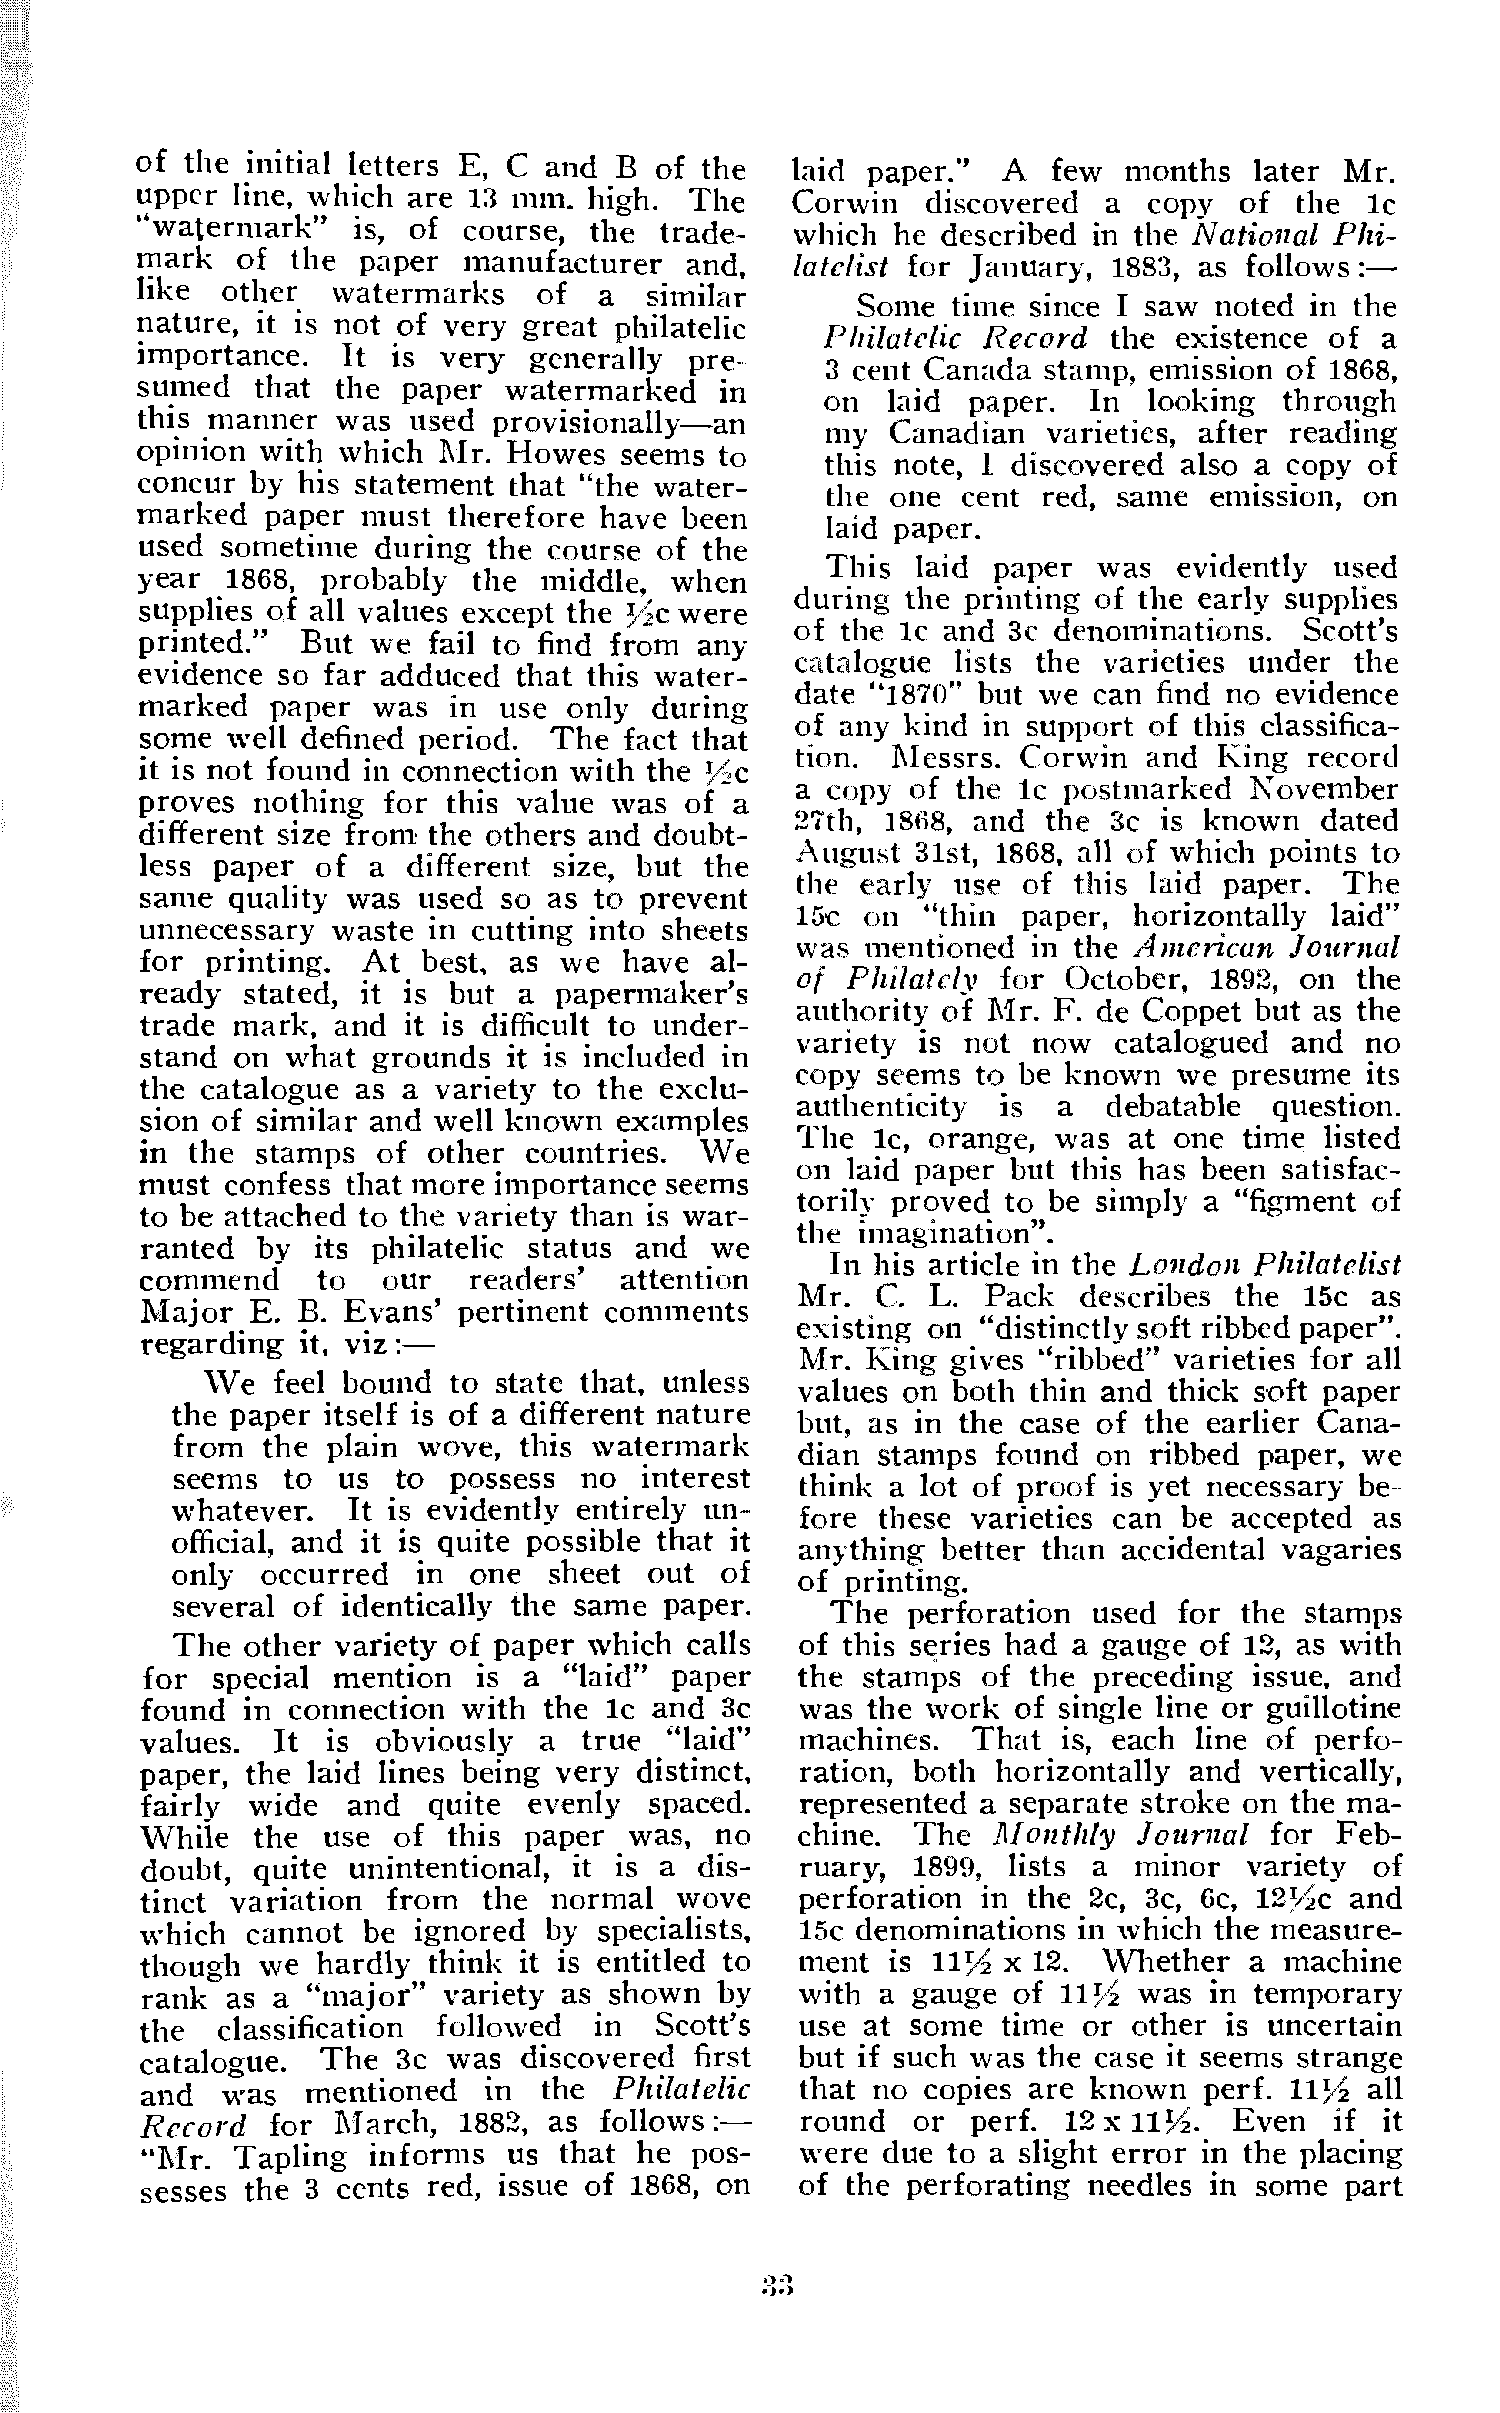 of the initial letters E, C and B of the
upper line, which are 13 mm. high. The
"watermark" is, of course, the trade-
mark of the paper manufacturer and,
like other watermarks of a similar
nature, it is not of very great philatelic
importance. It is very generally pre-
sumed that the paper watermarked in
this manner was used provisionally—an
opinion with which Mr. Howes seems to
concur by his statement that "the water-
marked paper must therefore have been
used sometime during the course of the
year 1868, probably the middle, when
supplies of all values except the ½c were
printed." But we fail to find from any
evidence so far adduced that this water-
marked paper was in use only during
some well defined period. The fact that
it is not found in connection with the ½c
proves nothing for this value was of a
different size from the others and doubt-
less paper of a different size, but the
same quality was used so as to prevent
unnecessary waste in cutting into sheets
for printing. At best, as we have al-
ready stated, it is but a papermaker's
trade mark, and it is difficult to under-
stand on what grounds it is included in
the catalogue as a variety to the exclu-
sion of similar and well known examples
in the stamps of other countries. We
must confess that more importance seems
to be attached to the variety than is war-
ranted by its philatelic status and we
commend to our readers' attention
Major E. B. Evans' pertinent comments
regarding it, viz:—
We feel bound to state that, unless
the paper itself is of a different nature
from the plain wove, this watermark
seems to us to possess no interest
whatever. It is evidently entirely un-
official, and it is quite possible that it
only occurred in one sheet out of
several of identically the same paper.
The other variety of paper which calls
for special mention is a "laid" paper
found in connection with the 1c and 3c
values. It is obviously a true "laid"
paper, the laid lines being very distinct,
fairly wide and quite evenly spaced.
While the use of this paper was, no
doubt, quite unintentional, it is a dis-
tinct variation from the normal wove
which cannot be ignored by specialists,
though we hardly think it is entitled to
rank as a "major" variety as shown by
the classification followed in Scott's
catalogue. The 3c was discovered first
and was mentioned in the Philatelic
Record for March, 1882, as follows:—
"Mr. Tapling informs us that he pos-
sesses the 3 cents red, issue of 1868, on
laid paper." A few months later Mr.
Corwin discovered a copy of the 1c
which he described in the National Phi-
latelist for January, 1883, as follows:—
Some time since I saw noted in the
Philatelic Record the existence of a
3 cent Canada stamp, emission of 1868,
on laid paper. In looking through
my Canadian varieties, after reading
this note, I discovered also a copy of
the one cent red, same emission, on
laid paper.
This laid paper was evidently used
during the printing of the early supplies
of the 1c and 3c denominations. Scott's
catalogue lists the varieties under the
date "1870" but we can find no evidence
of any kind in support of this classifica-
tion. Messrs. Corwin and King record
a copy of the 1c postmarked November
27th, 1868, and the 3c is known dated
August 31st, 1868, all of which points to
the early use of this laid paper. The
15c on "thin paper, horizontally laid"
was mentioned in the American Journal
of Philately for October, 1892, on the
authority of Mr. F. de Coppet but as the
variety is not now catalogued and no
copy seems to be known we presume its
authenticity is a debatable question.
The 1c, orange, was at one time listed
on laid paper but this has been satisfac-
torily proved to be simply a "figment of
the imagination".
In his article in the London Philatelist
Mr. C. L. Pack describes the 15c as
existing on "distinctly soft ribbed paper".
Mr. King gives "ribbed" varieties for all
values on both thin and thick soft paper
but, as in the case of the earlier Cana-
dian stamps found on ribbed paper, we
think a lot of proof is yet necessary be-
fore these varieties can be accepted as
anything better than accidental vagaries
of printing.
The perforation used for the stamps
of this series had a gauge of 12, as with
the stamps of the preceding issue, and
was the work of single line or guillotine
machines. That is, each line of perfo-
ration, both horizontally and vertically,
represented a separate stroke on the ma-
chine. The Monthly Journal for Feb-
ruary, 1899, lists a minor variety of
perforation in the 2c, 3c, 6c, 12½c and
15c denominations in which the measure-
ment is 11½ x 12. Whether a machine
with a gauge of 11½ was in temporary
use at some time or other is uncertain
but if such was the case it seems strange
that no copies are known perf. 11½ all
round or perf. 12 x 11½. Even if it
were due to a slight error in the placing
of the perforating needles in some part
33